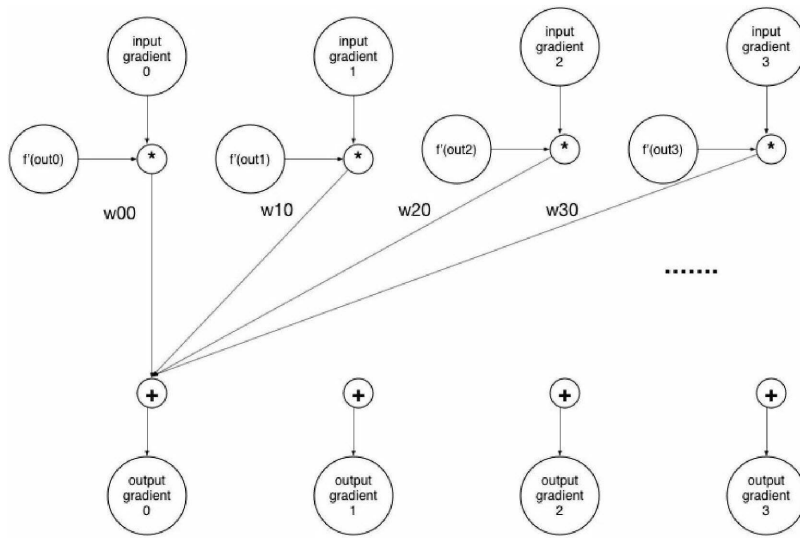 input
gradient
0
input
gradient
1
input
gradient
2
input
gradient
3
f'(out0)
*
f'(out1)
*
f'(out2)
*
f'(out3)
*
w00
w10
w20
w30
.......
+
+
+
+
output
gradient
0
output
gradient
1
output
gradient
2
output
gradient
3